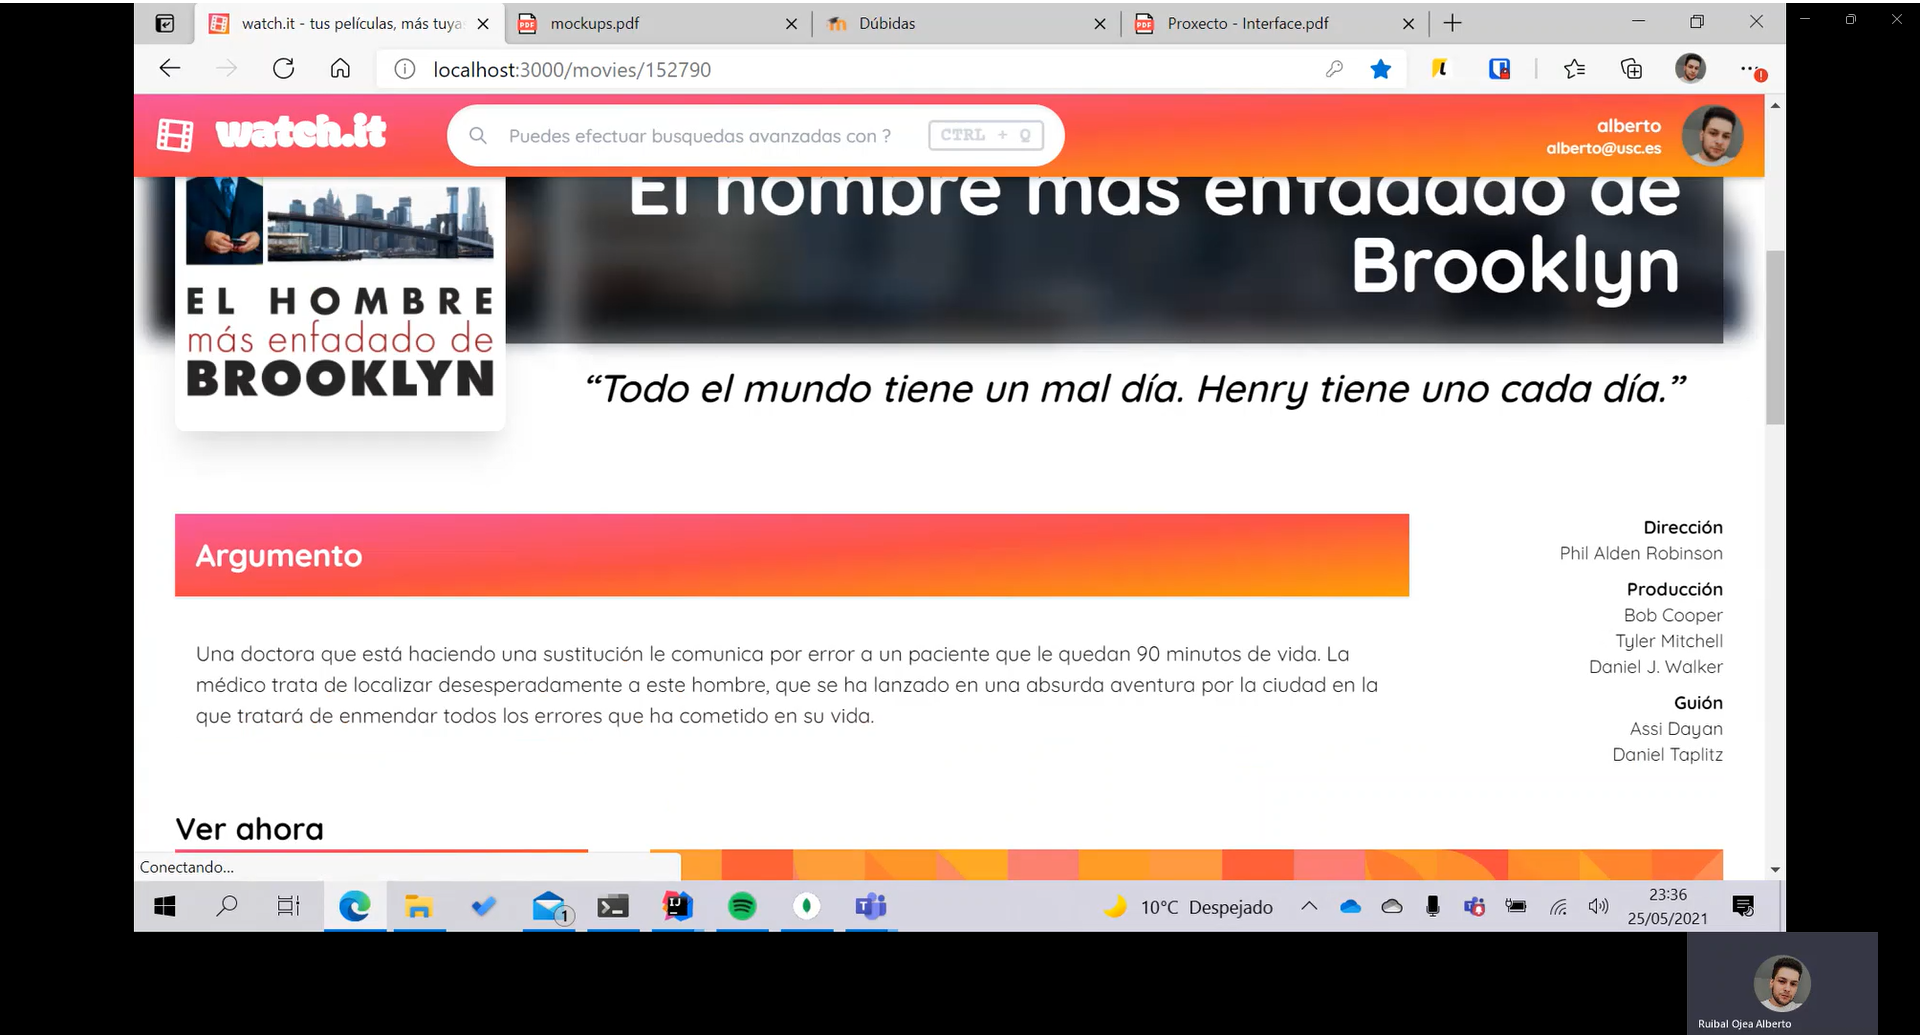 watch.it - tus películas, más tuya
mockups.pdf
Dúbidas
Proxecto - Interface.pdf
localhost:3000/movies/152790
watch.it
Puedes efectuar busquedas avanzadas con ?
CTRL + Q
alberto
alberto@usc.es
El hombre más enfadado de
Brooklyn
EL HOMBRE
más enfadado de
BROOKLYN
“Todo el mundo tiene un mal día. Henry tiene uno cada día.”
Argumento
Una doctora que está haciendo una sustitución le comunica por error a un paciente que le quedan 90 minutos de vida. La
médico trata de localizar desesperadamente a este hombre, que se ha lanzado en una absurda aventura por la ciudad en la
que tratará de enmendar todos los errores que ha cometido en su vida.
Dirección
Phil Alden Robinson
Producción
Bob Cooper
Tyler Mitchell
Daniel J. Walker
Guión
Assi Dayan
Daniel Taplitz
Ver ahora
Conectando...
1
10°C Despejado
23:36
25/05/2021
Ruibal Ojea Alberto